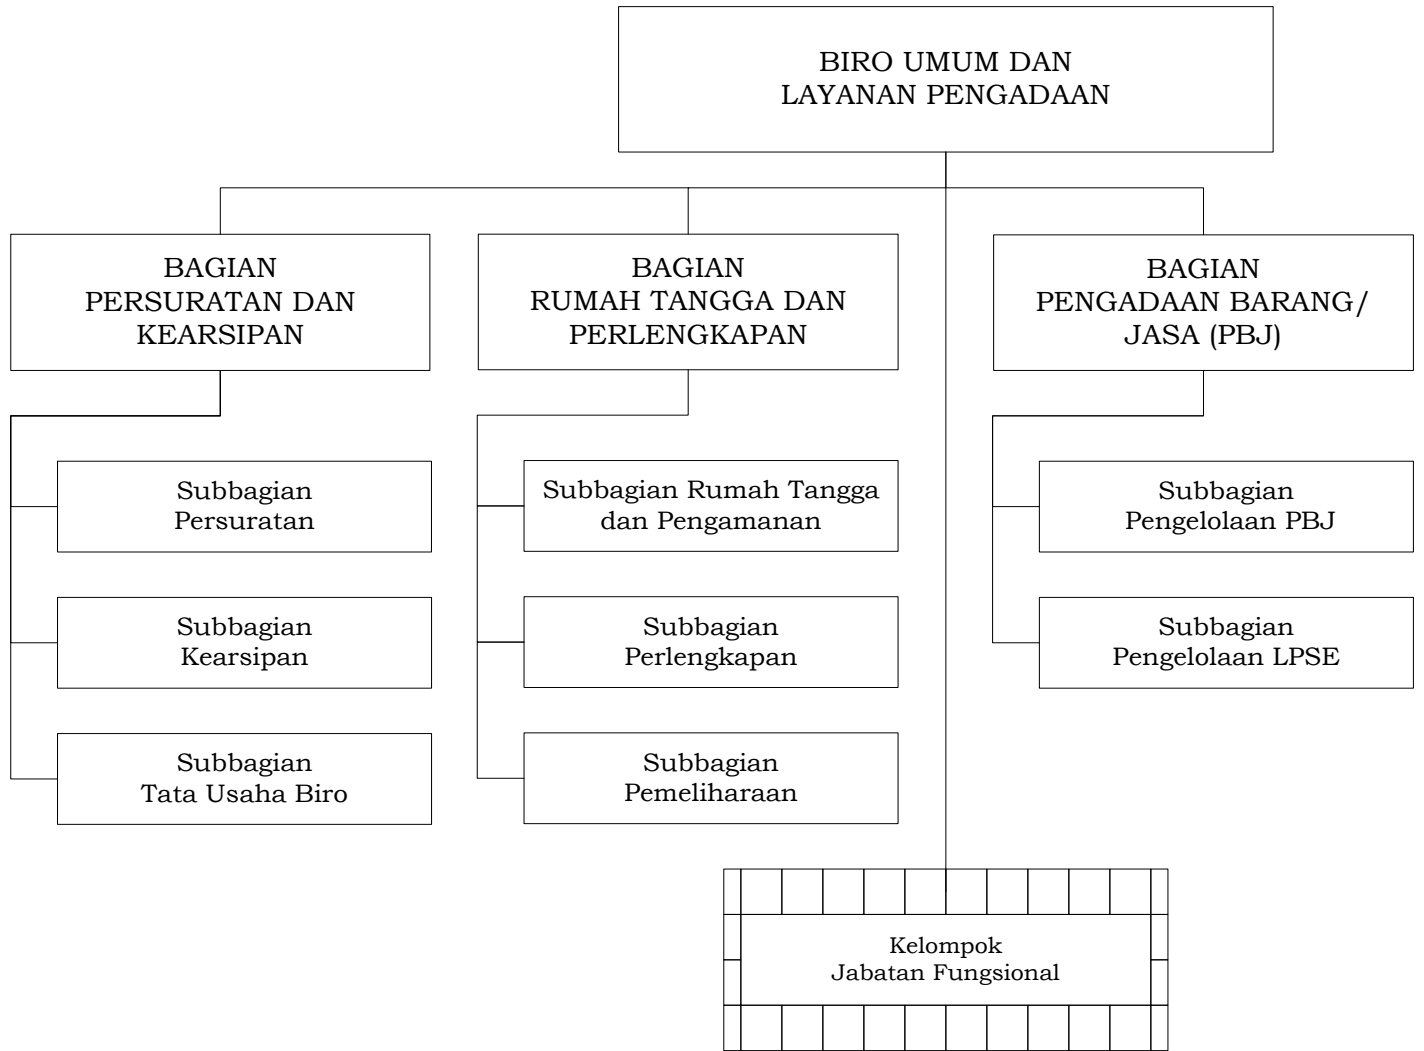 BIRO UMUM DAN
LAYANAN PENGADAAN
BAGIAN
PERSURATAN DAN
KEARSIPAN
BAGIAN
RUMAH TANGGA DAN
PERLENGKAPAN
BAGIAN
PENGADAAN BARANG/
JASA (PBJ)
Subbagian
Persuratan
Subbagian Rumah Tangga
dan Pengamanan
Subbagian
Pengelolaan PBJ
Subbagian
Kearsipan
Subbagian
Perlengkapan
Subbagian
Pengelolaan LPSE
Subbagian
Tata Usaha Biro
Subbagian
Pemeliharaan
Kelompok
Jabatan Fungsional